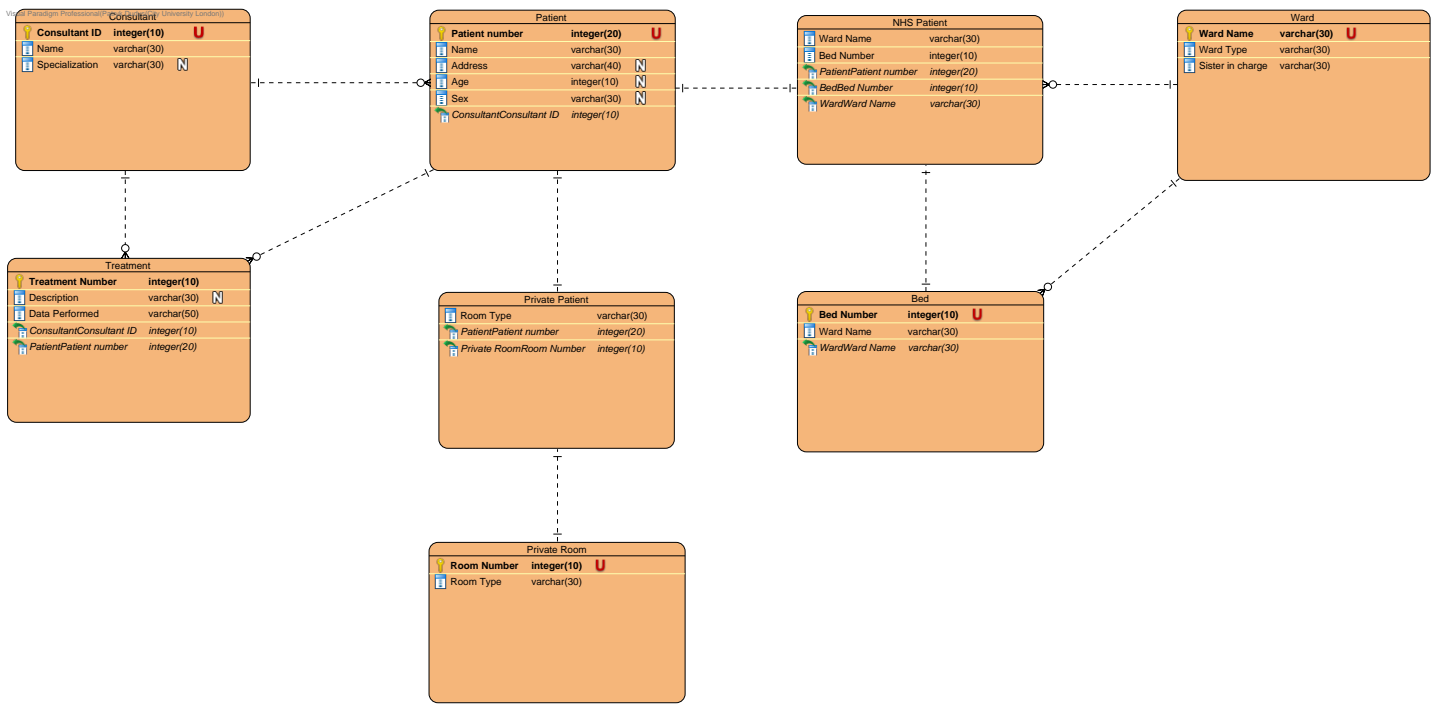 Visual Paradigm Professional(City University London))
Consultant
Consultant ID integer(10) U
Name varchar(30)
Specialization varchar(30) N
Patient
Patient number integer(20) U
Name varchar(30)
Address varchar(40) N
Age integer(10) N
Sex varchar(30) N
ConsultantConsultant ID integer(10)
NHS Patient
Ward Name varchar(30)
Bed Number integer(10)
PatientPatient number integer(20)
BedBed Number integer(10)
WardWard Name varchar(30)
Ward
Ward Name varchar(30) U
Ward Type varchar(30)
Sister in charge varchar(30)
Treatment
Treatment Number integer(10)
Description varchar(30) N
Data Performed varchar(50)
ConsultantConsultant ID integer(10)
PatientPatient number integer(20)
Private Patient
Room Type varchar(30)
PatientPatient number integer(20)
Private RoomRoom Number integer(10)
Bed
Bed Number integer(10) U
Ward Name varchar(30)
WardWard Name varchar(30)
Private Room
Room Number integer(10) U
Room Type varchar(30)